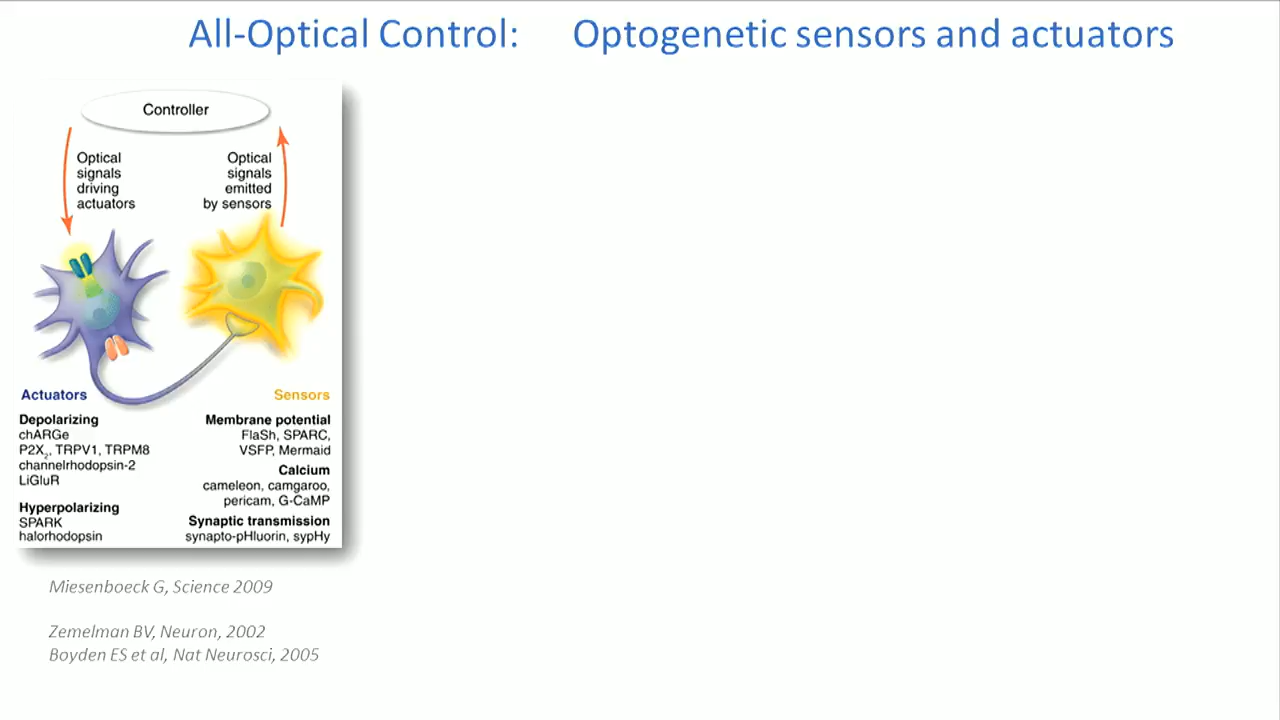 All-Optical Control: Optogenetic sensors and actuators
Controller
Optical
signals
driving
actuators
Optical
signals
emitted
by sensors
Actuators
Depolarizing
chARGe
P2X2, TRPV1, TRPM8
channelrhodopsin-2
LiGluR
Hyperpolarizing
SPARK
halorhodopsin
Sensors
Membrane potential
FlaSh, SPARC,
VSFP, Mermaid
Calcium
cameleon, camgaroo,
pericam, G-CaMP
Synaptic transmission
synapto-pHluorin, sypHy
Miesenboeck G, Science 2009
Zemelman BV, Neuron, 2002
Boyden ES et al, Nat Neurosci, 2005